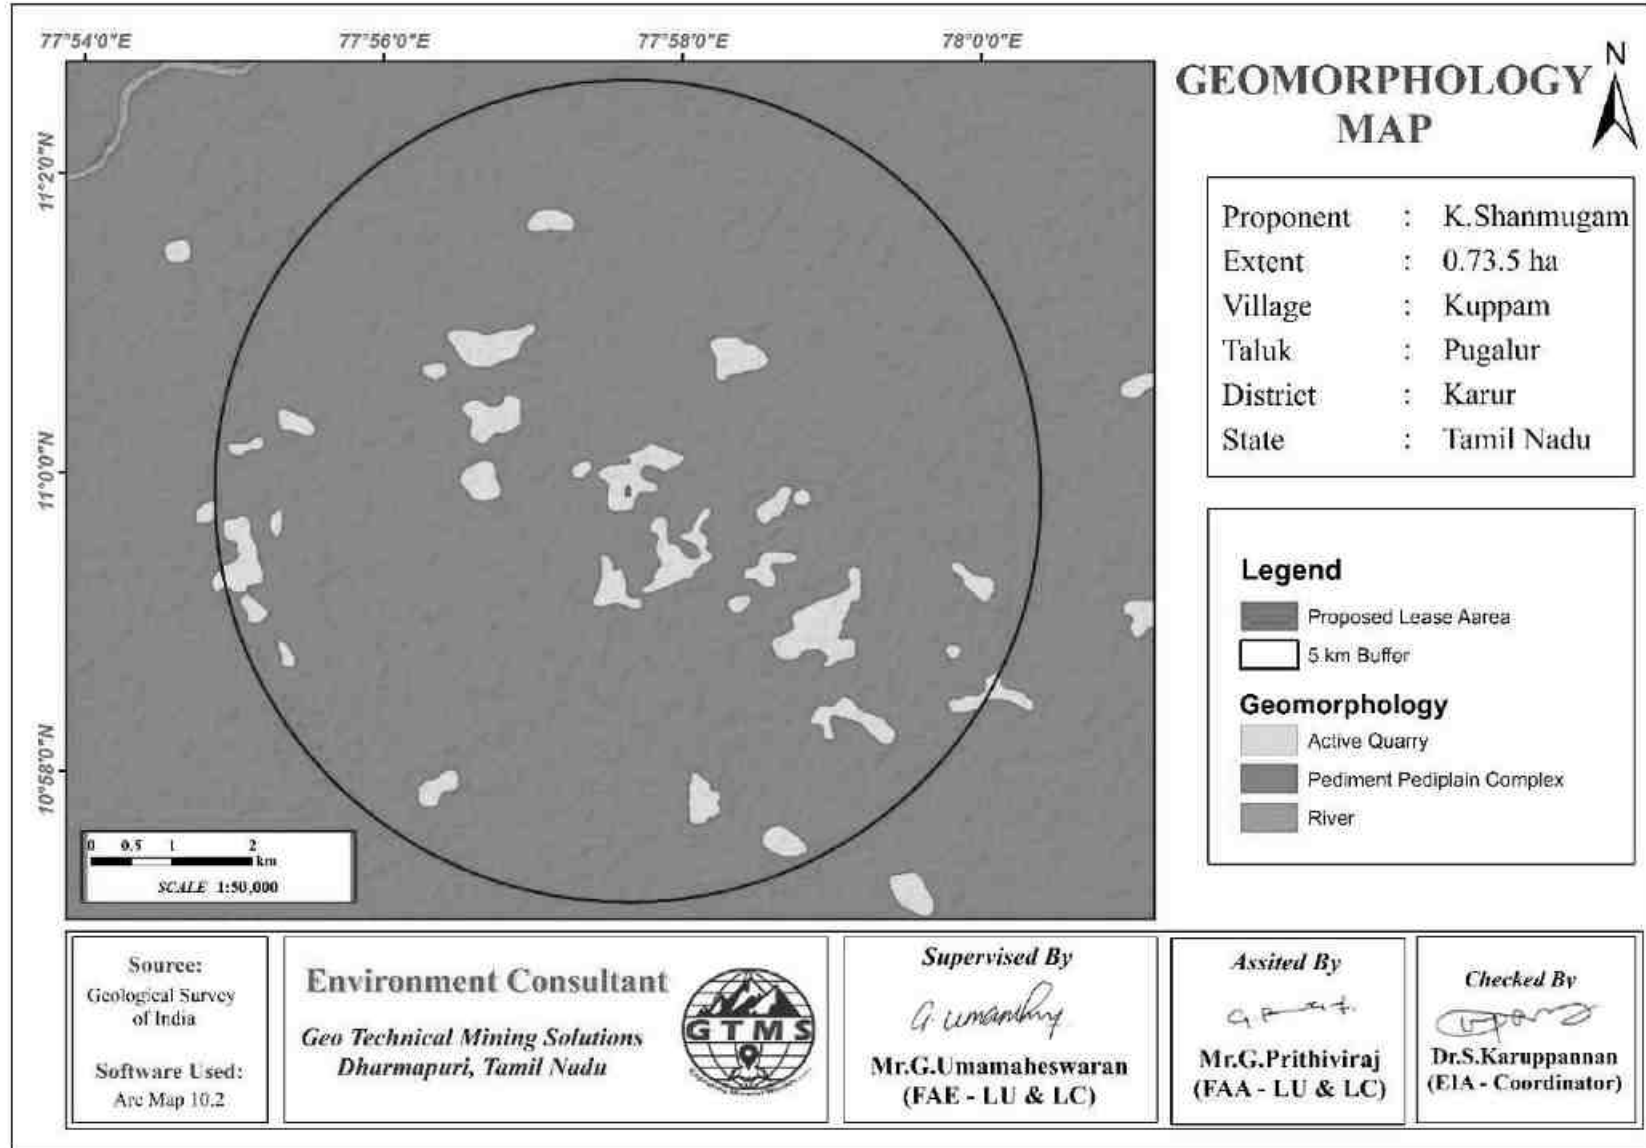 77°54'0"E 77°56'0"E 77°58'0"E 78°0'0"E
11°2'0"N
11°0'0"N
10°58'0"N
0 0.5 1 2
km
SCALE 1:50,000
GEOMORPHOLOGY
MAP
N
Proponent : K.Shanmugam
Extent : 0.73.5 ha
Village : Kuppam
Taluk : Pugalur
District : Karur
State : Tamil Nadu
Legend
Proposed Lease Aarea
5 km Buffer
Geomorphology
Active Quarry
Pediment Pediplain Complex
River
Source:
Geological Survey
of India
Software Used:
Arc Map 10.2
Environment Consultant
Geo Technical Mining Solutions
Dharmapuri, Tamil Nadu
GTMS
Supervised By
G. Umamhny
Mr.G.Umamaheswaran
(FAE - LU & LC)
Assited By
Mr.G.Prithiviraj
(FAA - LU & LC)
Checked By
Dr.S.Karuppannan
(EIA - Coordinator)